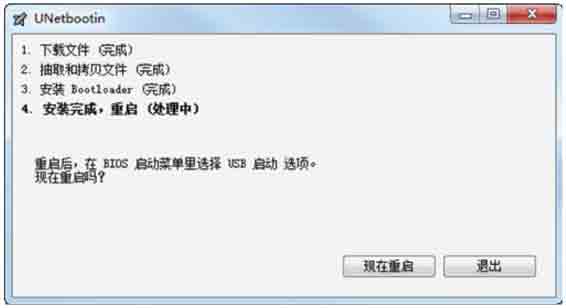 UNetbootin
1. 下载文件 (完成)
2. 抽取和拷贝文件 (完成)
3. 安装 Bootloader (完成)
4. 安装完成，重启 (处理中)
重启后，在 BIOS 启动菜单里选择 USB 启动 选项。
现在重启吗?
现在重启
退出